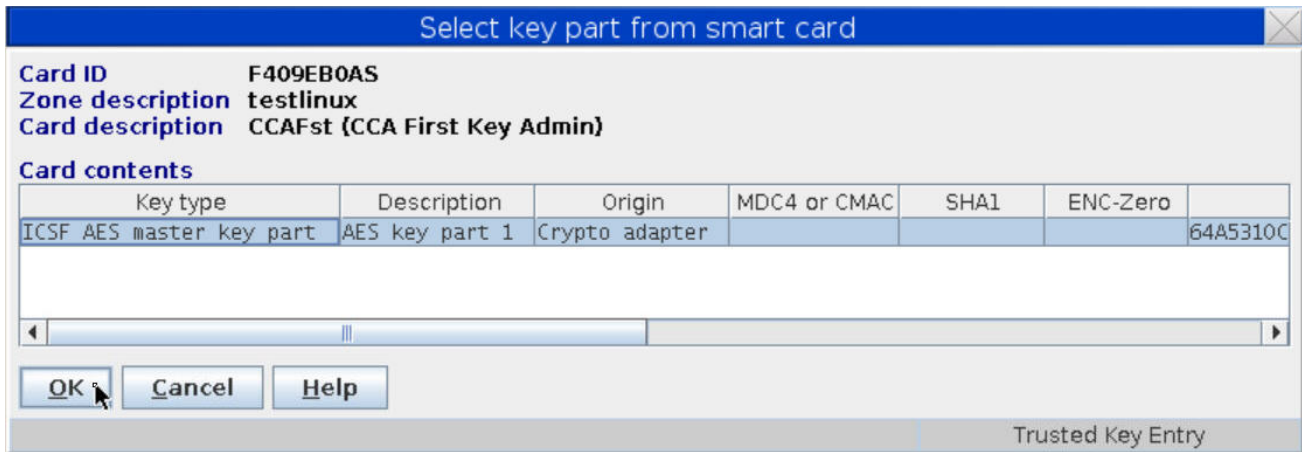 Select key part from smart card
Card ID F409EB0AS
Zone description testlinux
Card description CCAFst (CCA First Key Admin)
Card contents
Key type Description Origin MDC4 or CMAC SHA1 ENC-Zero
ICSF AES master key part AES key part 1 Crypto adapter 64A5310C
OK Cancel Help
Trusted Key Entry